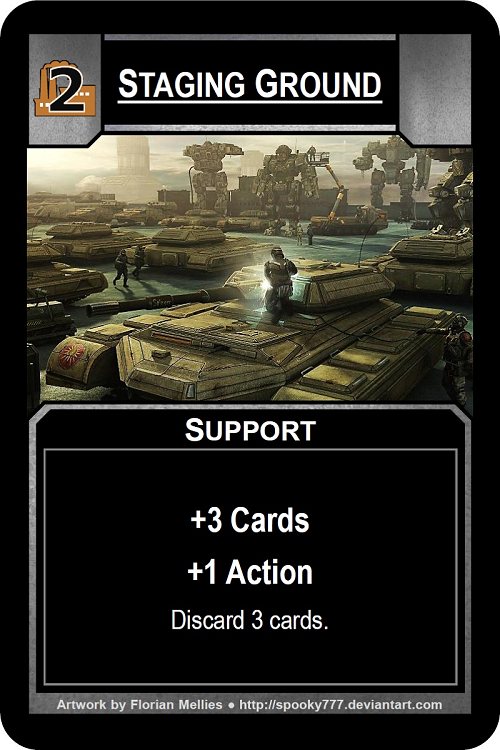 2
STAGING GROUND
SUPPORT
+3 Cards
+1 Action
Discard 3 cards.
Artwork by Florian Mellies ● http://spooky777.deviantart.com